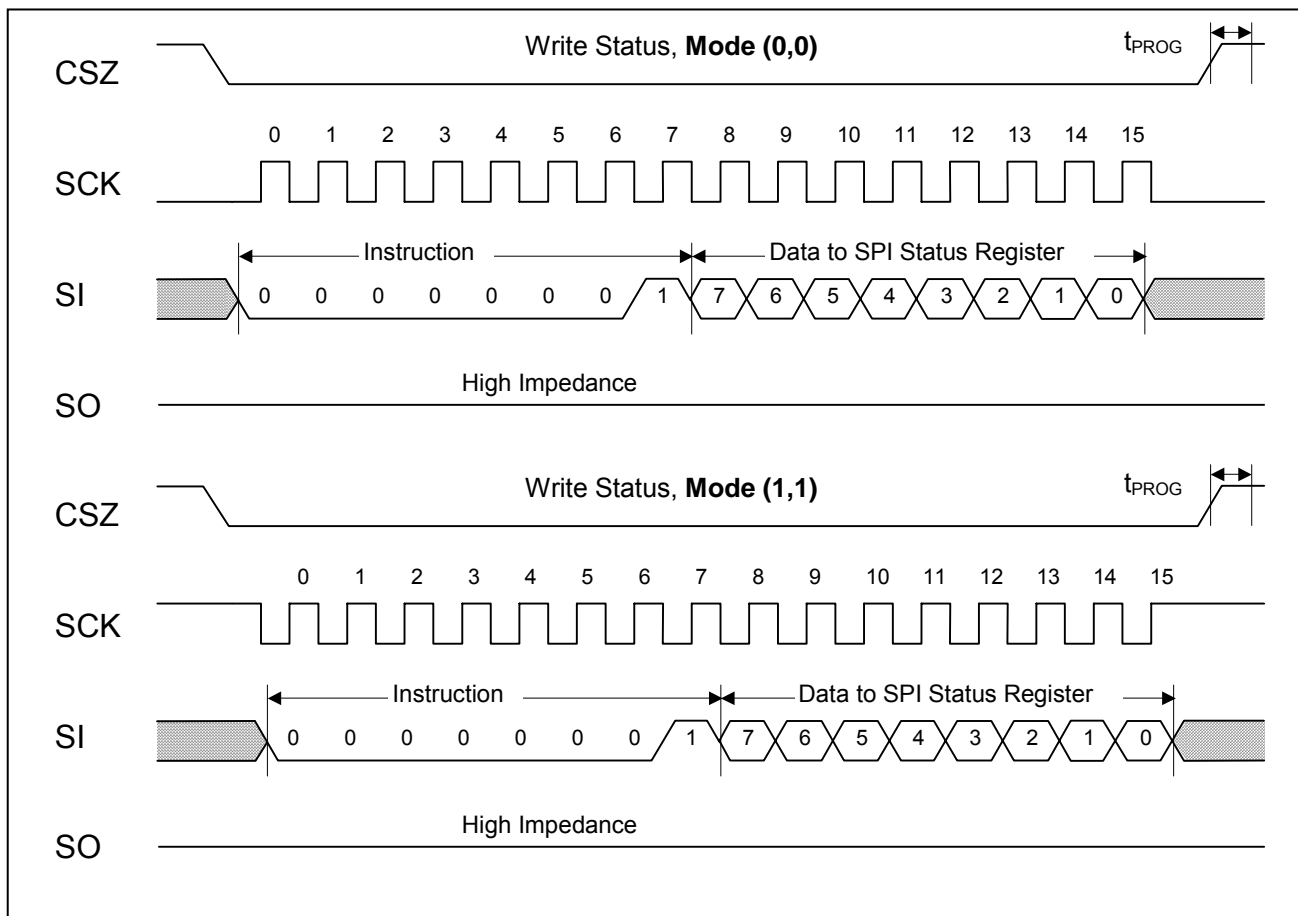 Write Status, Mode (0,0) tPROG
CSZ
0 1 2 3 4 5 6 7 8 9 10 11 12 13 14 15
SCK
Instruction Data to SPI Status Register
SI 0 0 0 0 0 0 0 1 7 6 5 4 3 2 1 0
High Impedance
SO
Write Status, Mode (1,1) tPROG
CSZ
0 1 2 3 4 5 6 7 8 9 10 11 12 13 14 15
SCK
Instruction Data to SPI Status Register
SI 0 0 0 0 0 0 0 1 7 6 5 4 3 2 1 0
High Impedance
SO